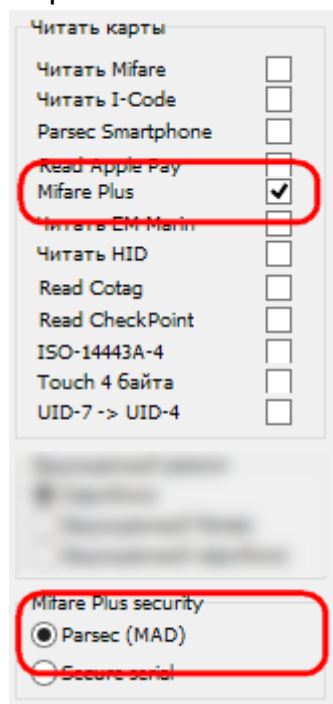 Читать карты
Читать Mifare
Читать I-Code
Parsec Smartphone
Read Apple Pay
Mifare Plus
Читать EM Marin
Читать HID
Read Cotag
Read CheckPoint
ISO-14443A-4
Touch 4 байта
UID-7 -> UID-4
Mifare Plus security
Parsec (MAD)
Secure serial